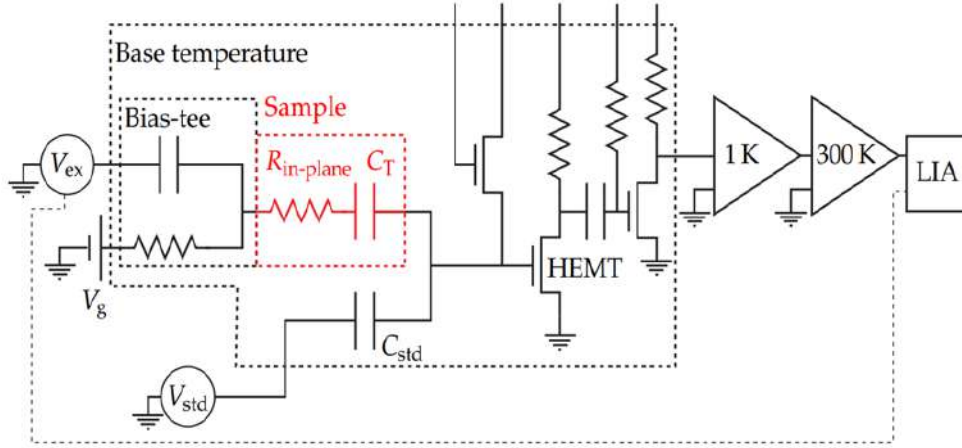 Base temperature
Bias-tee
Sample
V_ex
R_in-plane
C_T
1 K
300 K
LIA
HEMT
V_g
C_std
V_std